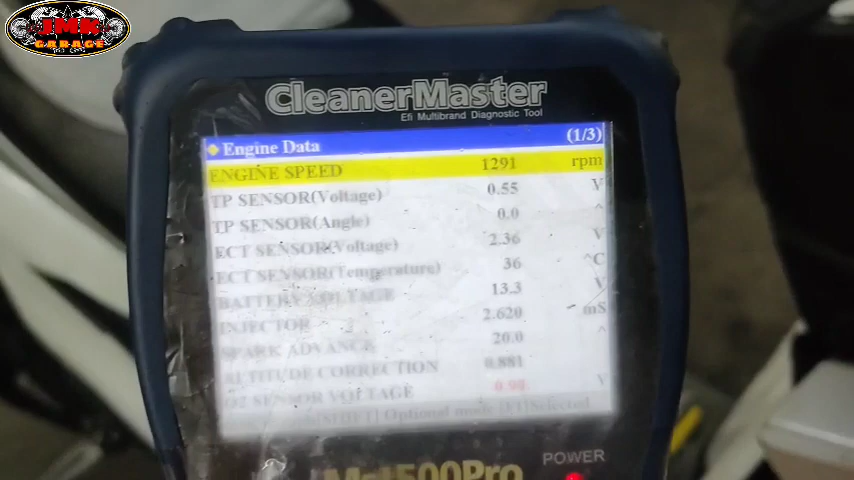 JMK
GARAGE
CleanerMaster
Efi Multibrand Diagnostic Tool
Engine Data (1/3)
ENGINE SPEED 1291 rpm
TP SENSOR(Voltage) 0.55 V
TP SENSOR(Angle) 0.0 ^
ECT SENSOR(Voltage) 2.36 V
ECT SENSOR(Temperature) 36 ^C
BATTERY VOLTAGE 13.3 V
INJECTOR 2.620 mS
SPARK ADVANCE 20.0 ^
ALTITUDE CORRECTION 0.881
O2 SENSOR VOLTAGE V
Optional mode
500Pro
POWER